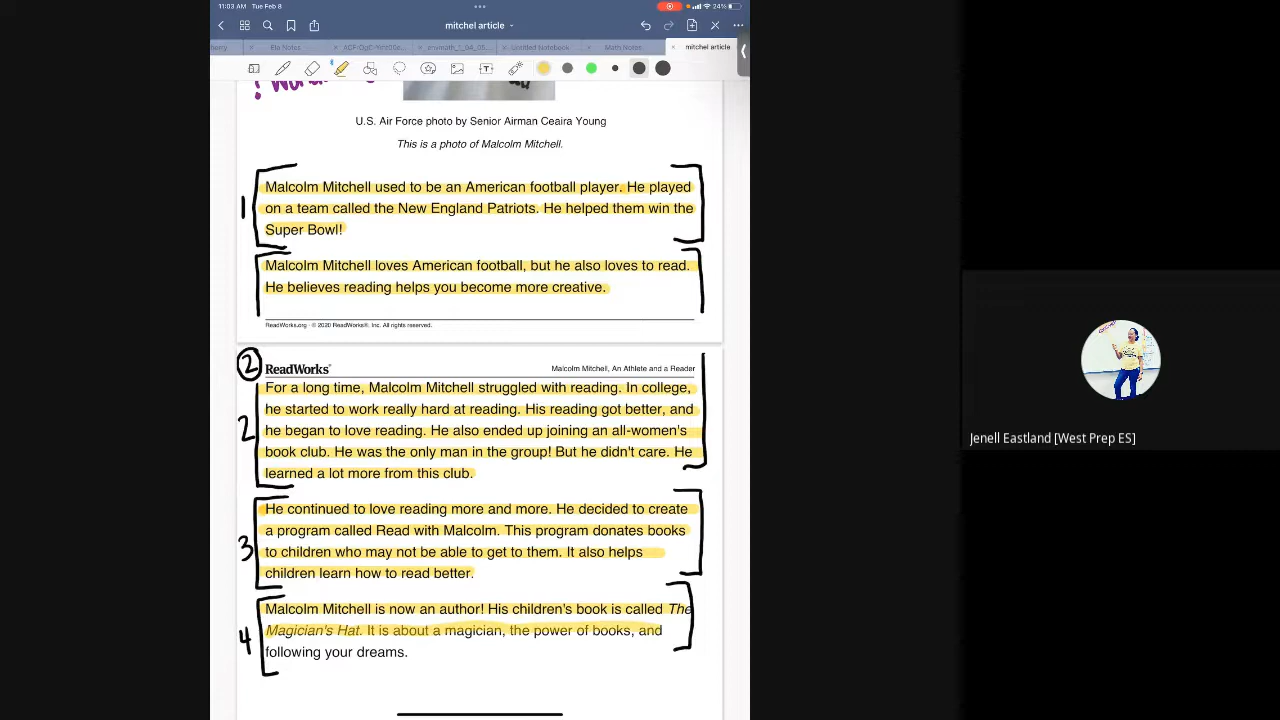 11:03 AM Tue Feb 8
24%
mitchel article
Eta Notes
Untitled Notebook
Math Notes
mitchel article
U.S. Air Force photo by Senior Airman Ceaira Young
This is a photo of Malcolm Mitchell.
1
Malcolm Mitchell used to be an American football player. He played
on a team called the New England Patriots. He helped them win the
Super Bowl!
Malcolm Mitchell loves American football, but he also loves to read.
He believes reading helps you become more creative.
ReadWorks.org · © 2020 ReadWorks®, Inc. All rights reserved.
2 ReadWorks®
Malcolm Mitchell, An Athlete and a Reader
2
For a long time, Malcolm Mitchell struggled with reading. In college,
he started to work really hard at reading. His reading got better, and
he began to love reading. He also ended up joining an all-women's
book club. He was the only man in the group! But he didn't care. He
learned a lot more from this club.
3
He continued to love reading more and more. He decided to create
a program called Read with Malcolm. This program donates books
to children who may not be able to get to them. It also helps
children learn how to read better.
4
Malcolm Mitchell is now an author! His children's book is called The
Magician's Hat. It is about a magician, the power of books, and
following your dreams.
Jenell Eastland [West Prep ES]